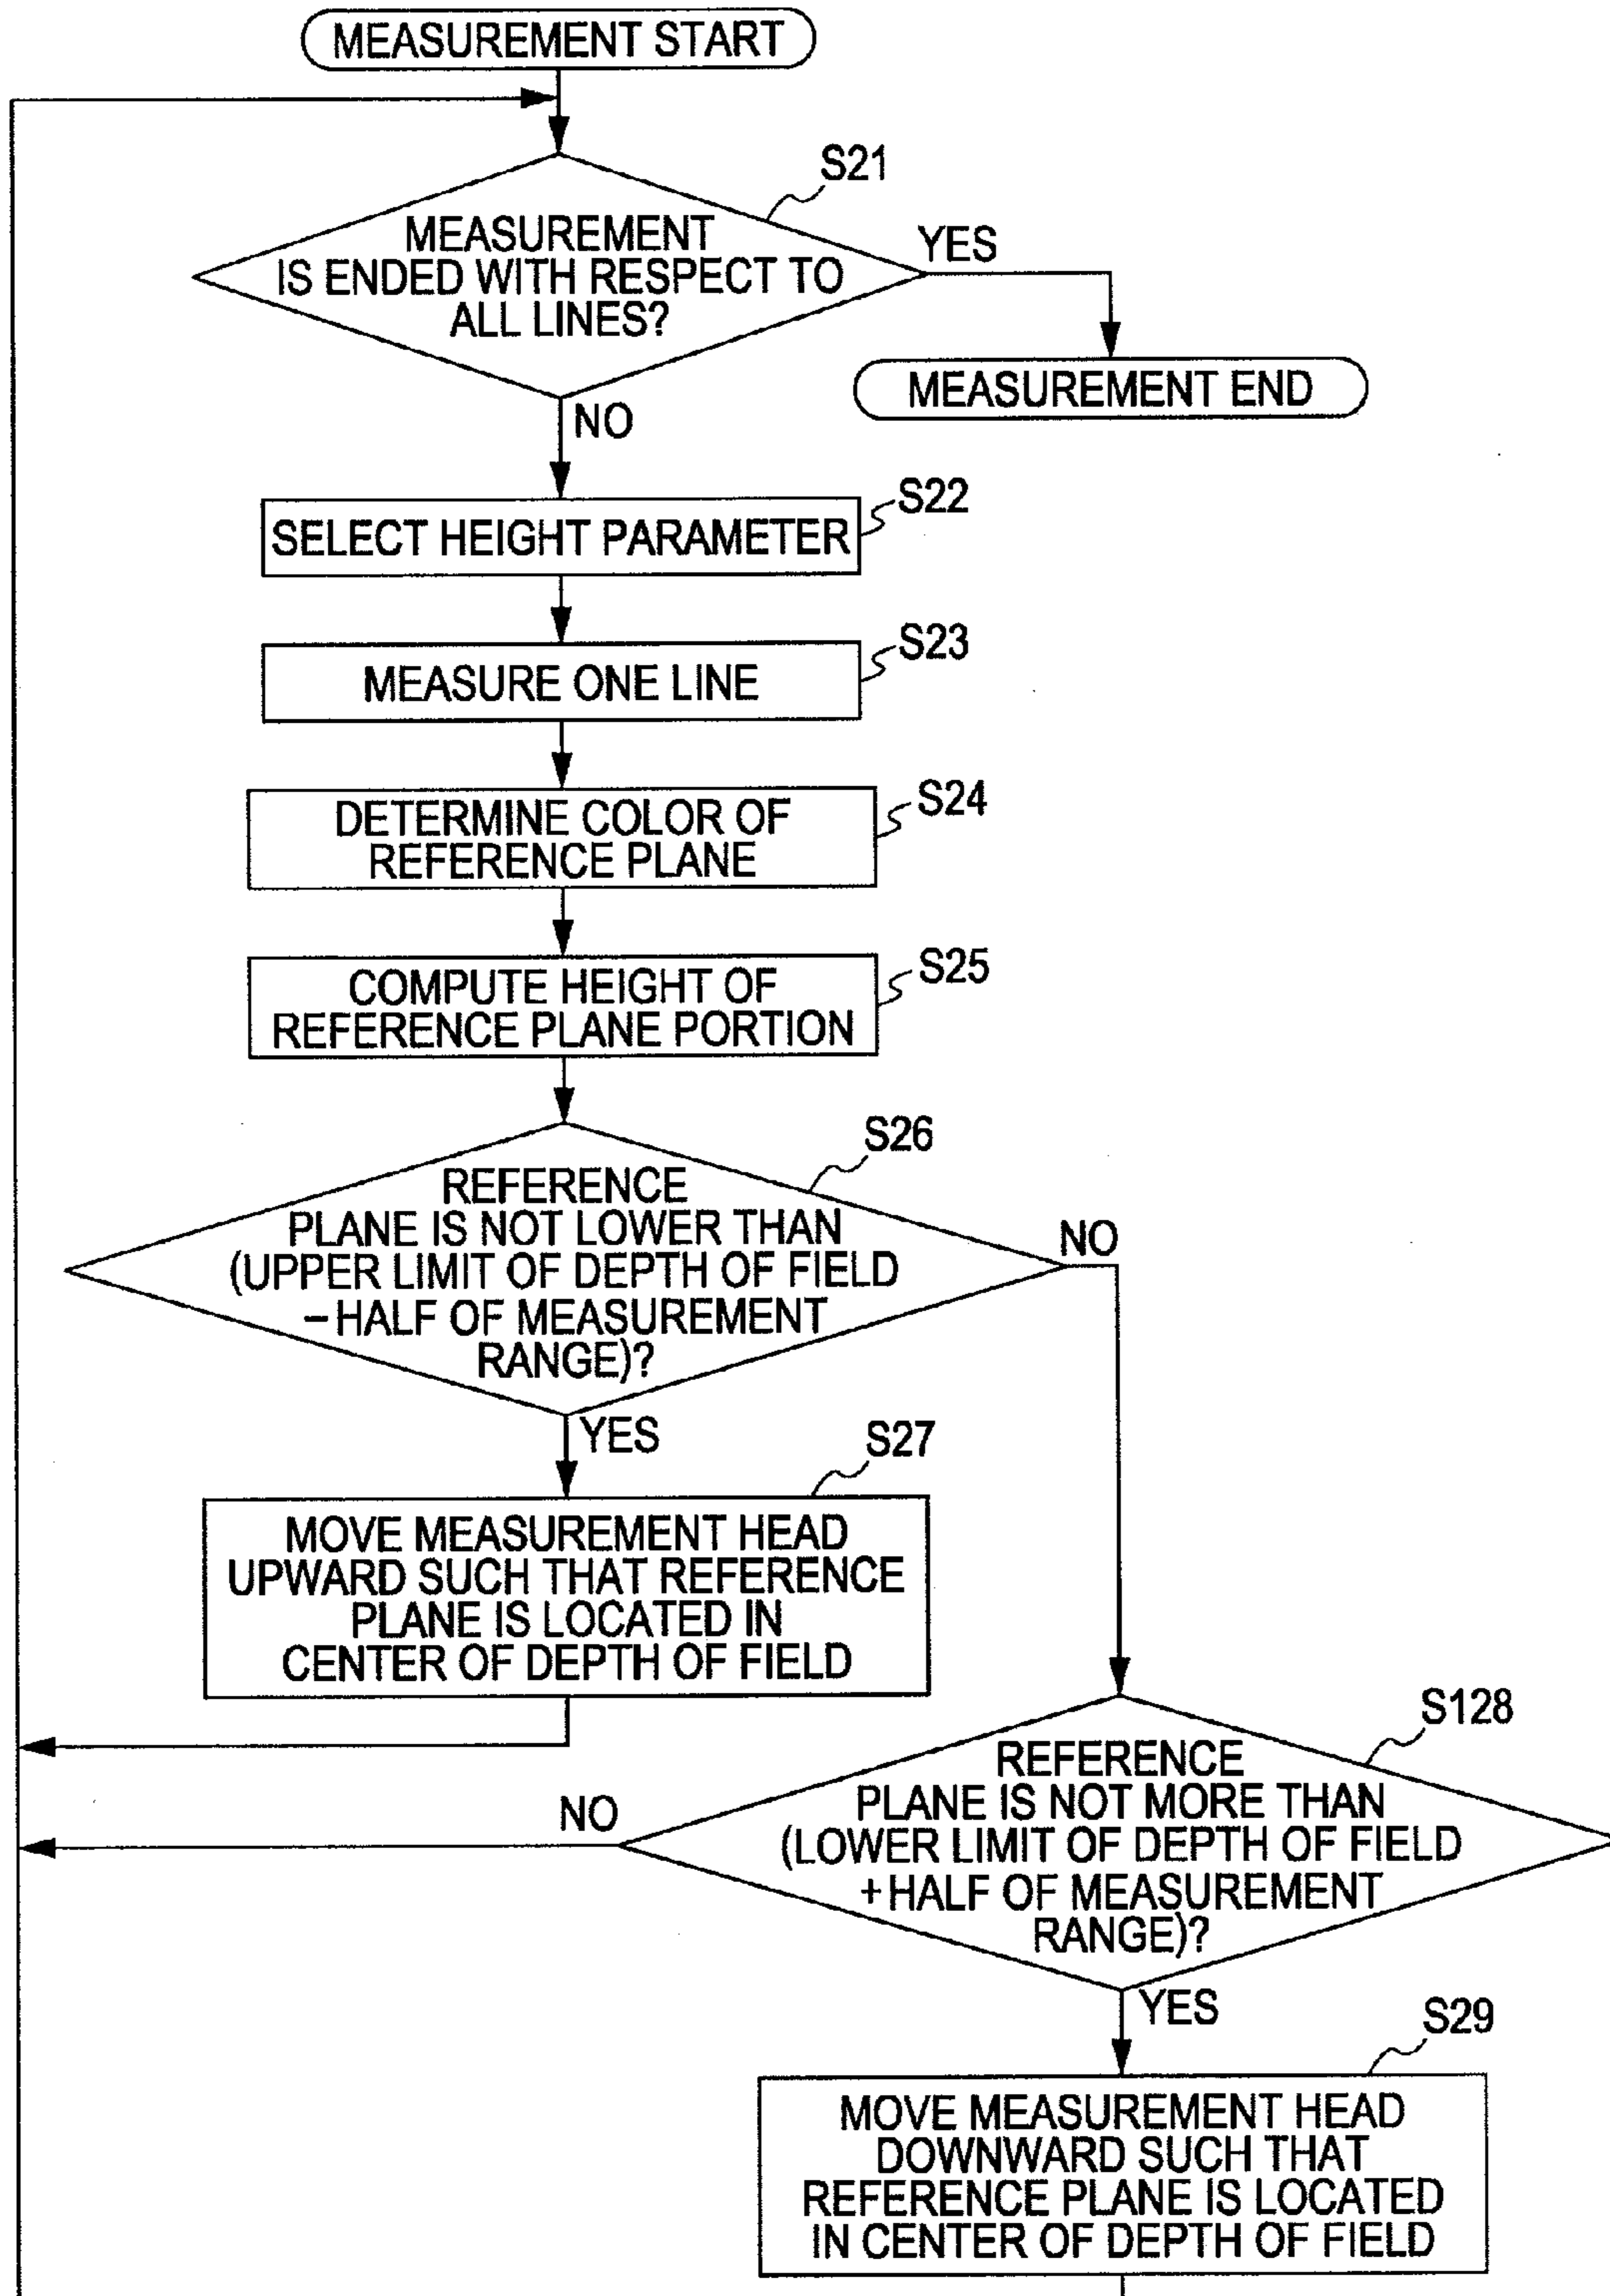 MEASUREMENT START
S21
MEASUREMENT
IS ENDED WITH RESPECT TO
ALL LINES?
YES
MEASUREMENT END
NO
S22
SELECT HEIGHT PARAMETER
S23
MEASURE ONE LINE
S24
DETERMINE COLOR OF
REFERENCE PLANE
S25
COMPUTE HEIGHT OF
REFERENCE PLANE PORTION
S26
REFERENCE
PLANE IS NOT LOWER THAN
(UPPER LIMIT OF DEPTH OF FIELD
–HALF OF MEASUREMENT
RANGE)?
NO
YES
S27
MOVE MEASUREMENT HEAD
UPWARD SUCH THAT REFERENCE
PLANE IS LOCATED IN
CENTER OF DEPTH OF FIELD
S128
REFERENCE
PLANE IS NOT MORE THAN
(LOWER LIMIT OF DEPTH OF FIELD
+HALF OF MEASUREMENT
RANGE)?
NO
YES
S29
MOVE MEASUREMENT HEAD
DOWNWARD SUCH THAT
REFERENCE PLANE IS LOCATED
IN CENTER OF DEPTH OF FIELD